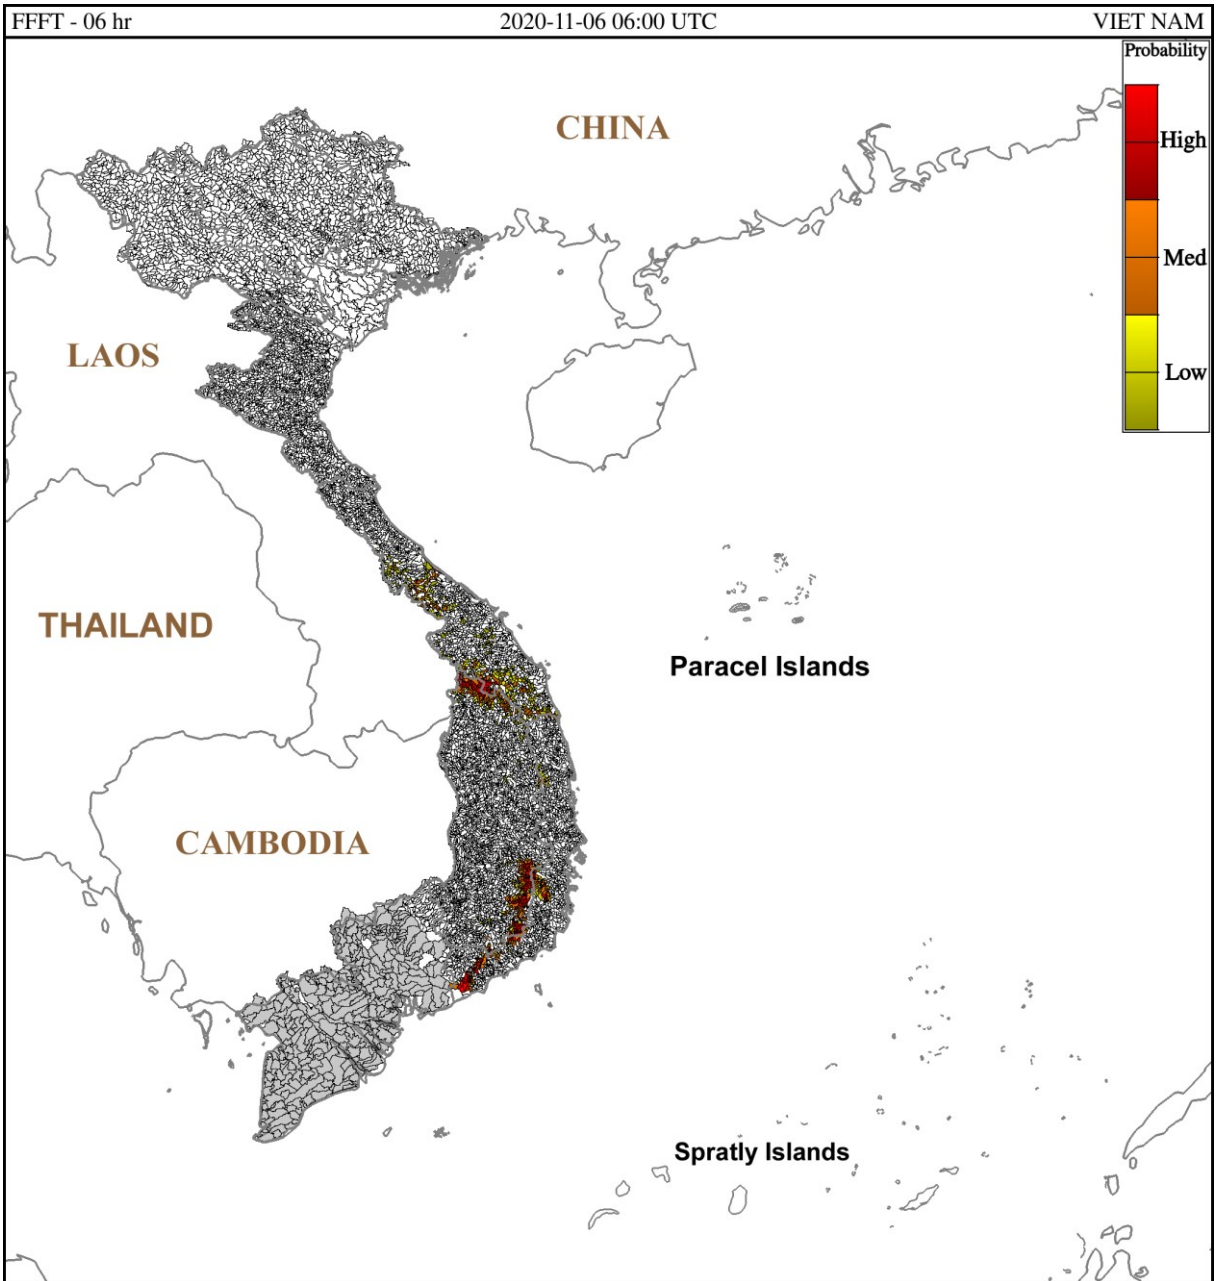 FFFT - 06 hr
2020-11-06 06:00 UTC
VIET NAM
Probability
CHINA
High
Med
LAOS
Low
THAILAND
Paracel Islands
CAMBODIA
Spratly Islands